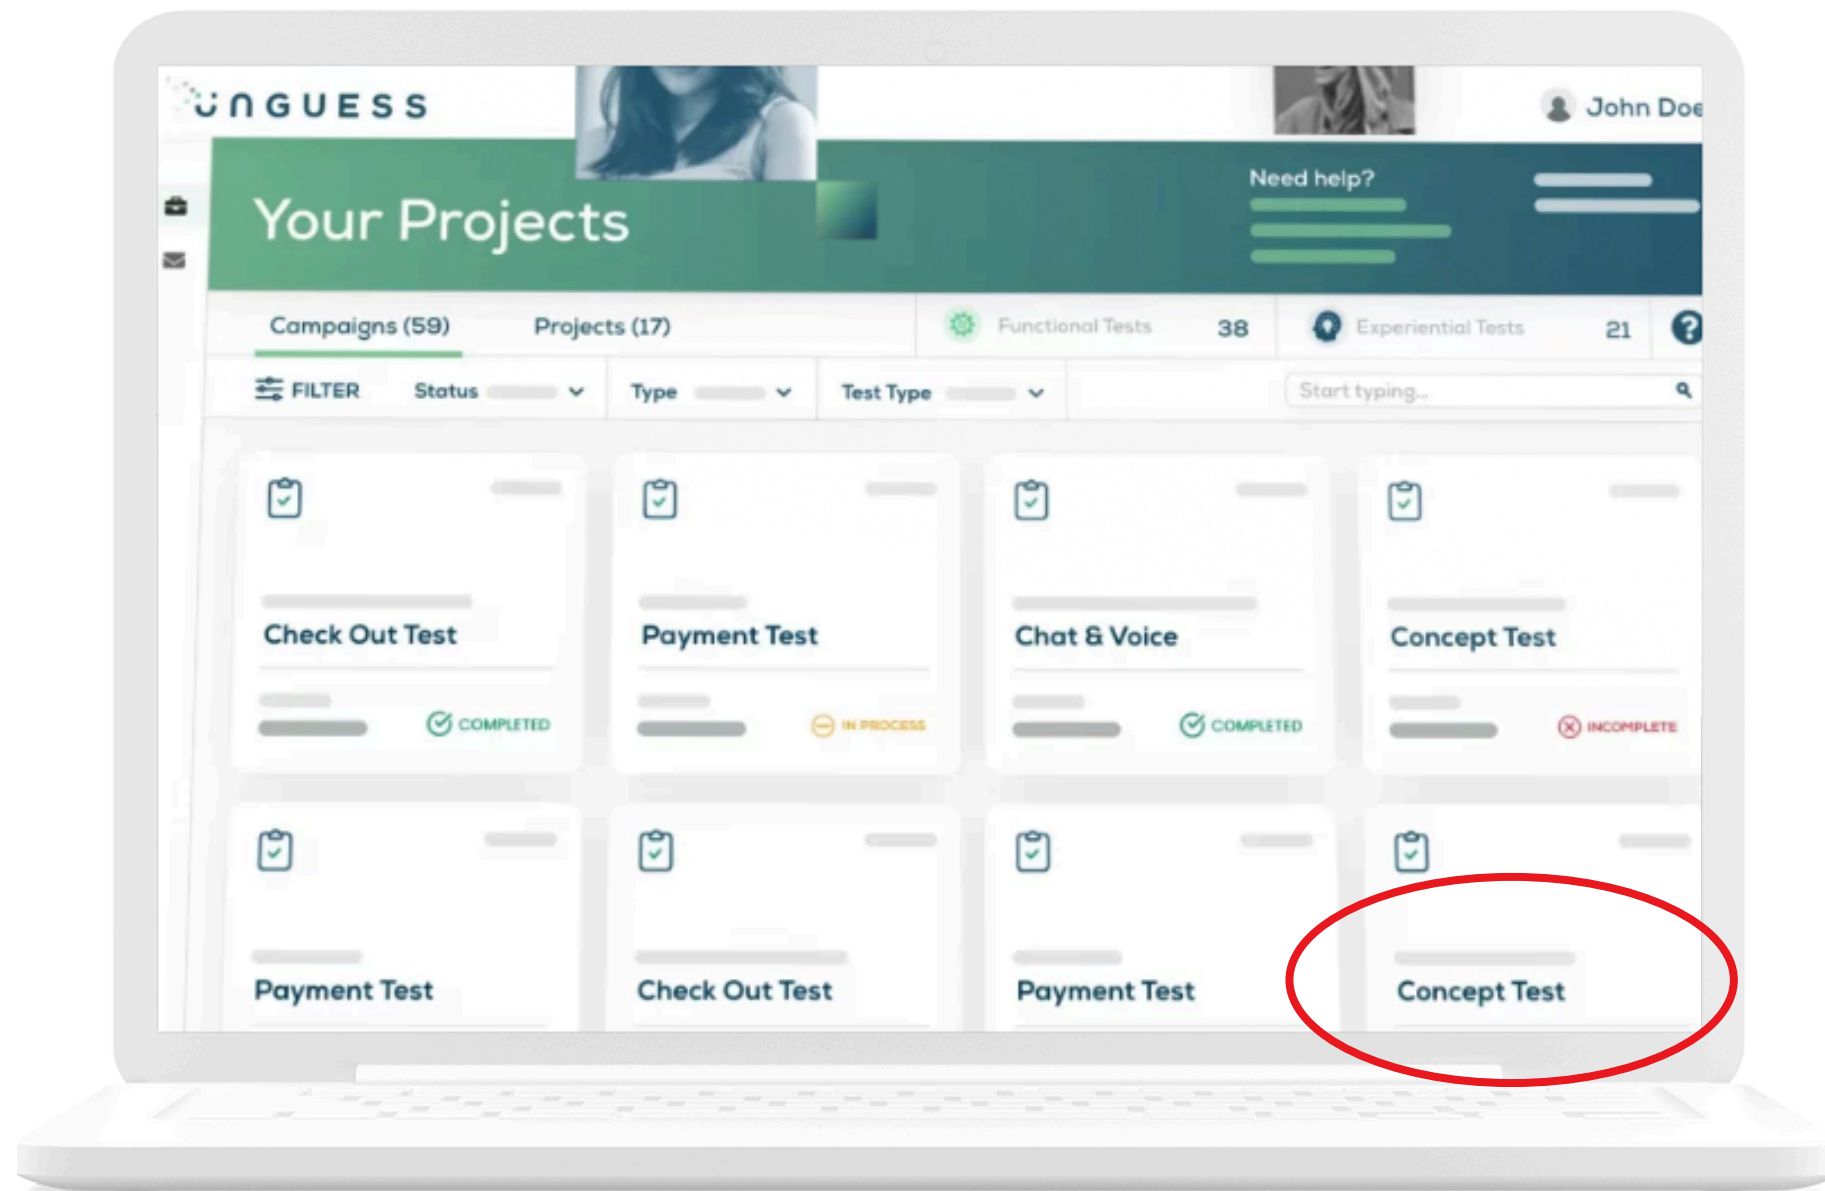 UNGUESS
John Doe
Need help?
Your Projects
Campaigns (59) Projects (17) Functional Tests 38 Experiential Tests 21 ?
FILTER Status Type Test Type Start typing...
Check Out Test Payment Test Chat & Voice Concept Test
COMPLETED IN PROCESS COMPLETED INCOMPLETE
Payment Test Check Out Test Payment Test Concept Test